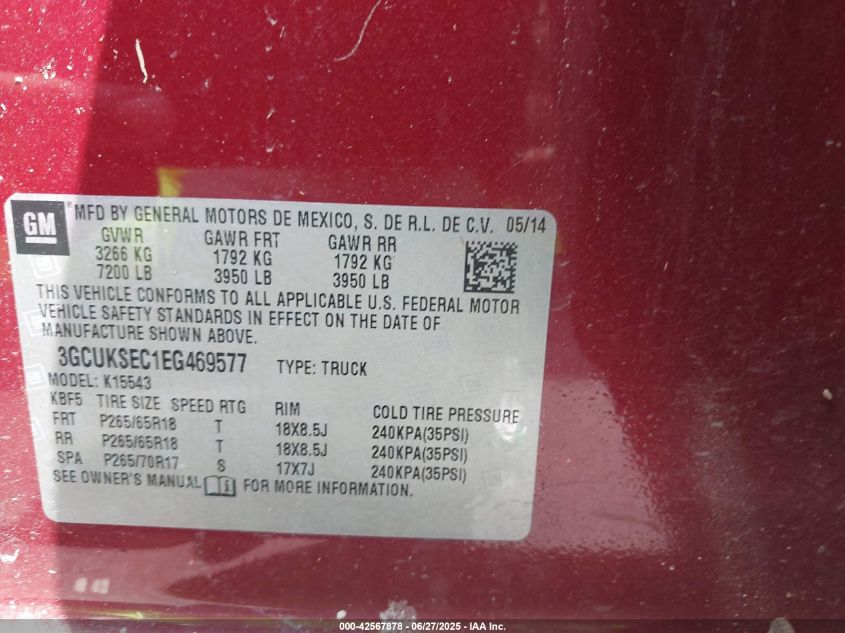 GM ® MFD BY GENERAL MOTORS DE MEXICO, S. DE R.L. DE C.V. 05/14
GVWR GAWR FRT GAWR RR
3266 KG 1792 KG 1792 KG
7200 LB 3950 LB 3950 LB
THIS VEHICLE CONFORMS TO ALL APPLICABLE U.S. FEDERAL MOTOR
VEHICLE SAFETY STANDARDS IN EFFECT ON THE DATE OF
MANUFACTURE SHOWN ABOVE.
3GCUKSEC1EG469577 TYPE: TRUCK
MODEL: K15543
KBF5 TIRE SIZE SPEED RTG RIM COLD TIRE PRESSURE
FRT P265/65R18 T 18X8.5J 240KPA(35PSI)
RR P265/65R18 T 18X8.5J 240KPA(35PSI)
SPA P265/70R17 S 17X7J 240KPA(35PSI)
SEE OWNER'S MANUAL FOR MORE INFORMATION.
000-42567878 - 06/27/2025 - IAA Inc.